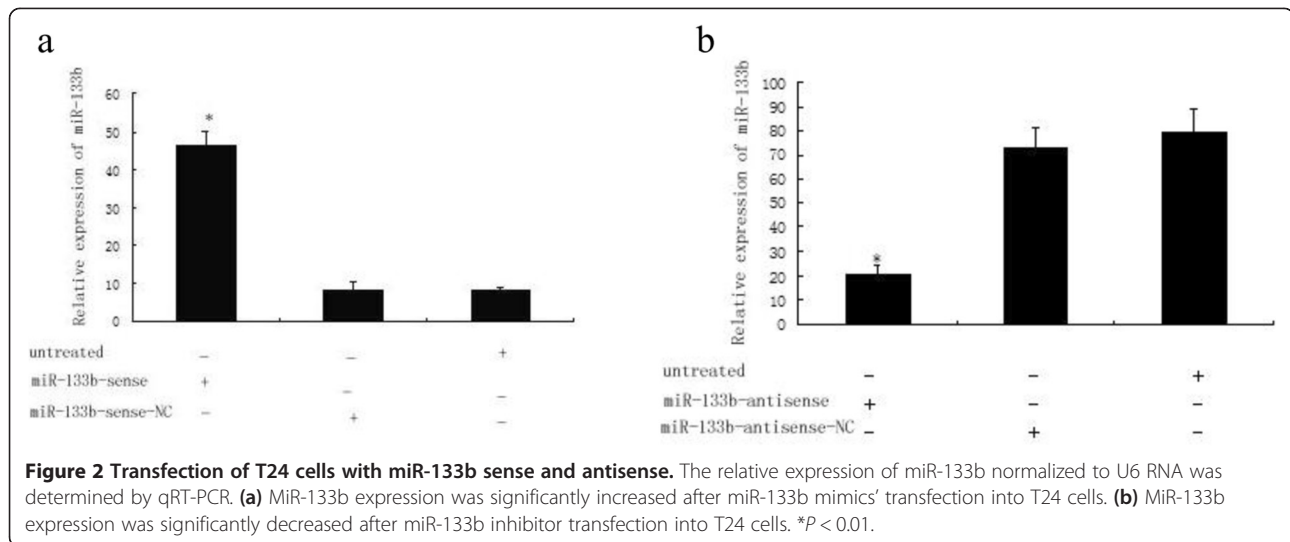 a
Relative expression of miR-133b
60
50
40
30
20
10
0
*
untreated – – +
miR-133b-sense + – –
miR-133b-sense-NC – + –
b
Relative expression of miR-133b
100
90
80
70
60
50
40
30
20
10
0
*
untreated – – +
miR-133b-antisense + – –
miR-133b-antisense-NC – + –
Figure 2 Transfection of T24 cells with miR-133b sense and antisense. The relative expression of miR-133b normalized to U6 RNA was
determined by qRT-PCR. (a) MiR-133b expression was significantly increased after miR-133b mimics’ transfection into T24 cells. (b) MiR-133b
expression was significantly decreased after miR-133b inhibitor transfection into T24 cells. *P < 0.01.